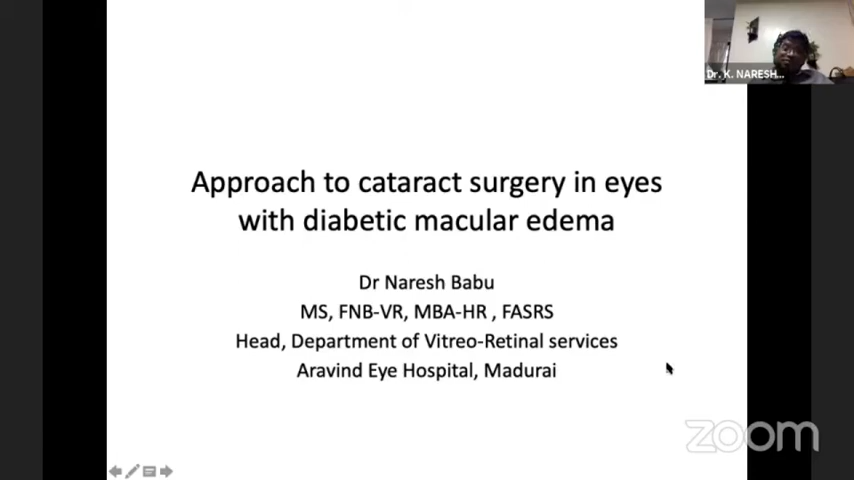 Dr. K. NARESH...
Approach to cataract surgery in eyes
with diabetic macular edema
Dr Naresh Babu
MS, FNB-VR, MBA-HR , FASRS
Head, Department of Vitreo-Retinal services
Aravind Eye Hospital, Madurai
zoom